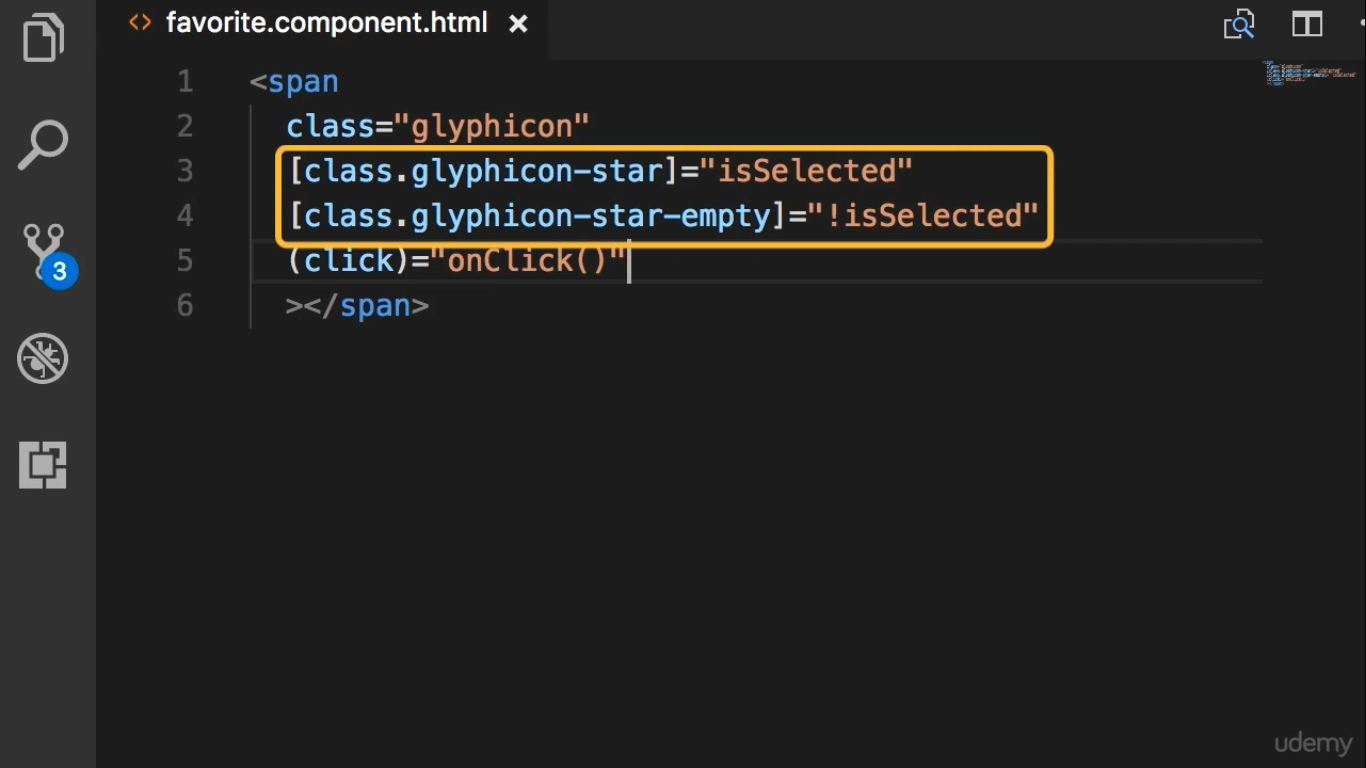 <> favorite.component.html ×
1 <span
2 class="glyphicon"
3 [class.glyphicon-star]="isSelected"
4 [class.glyphicon-star-empty]="!isSelected"
5 (click)="onClick()"
6 ></span>
3
udemy